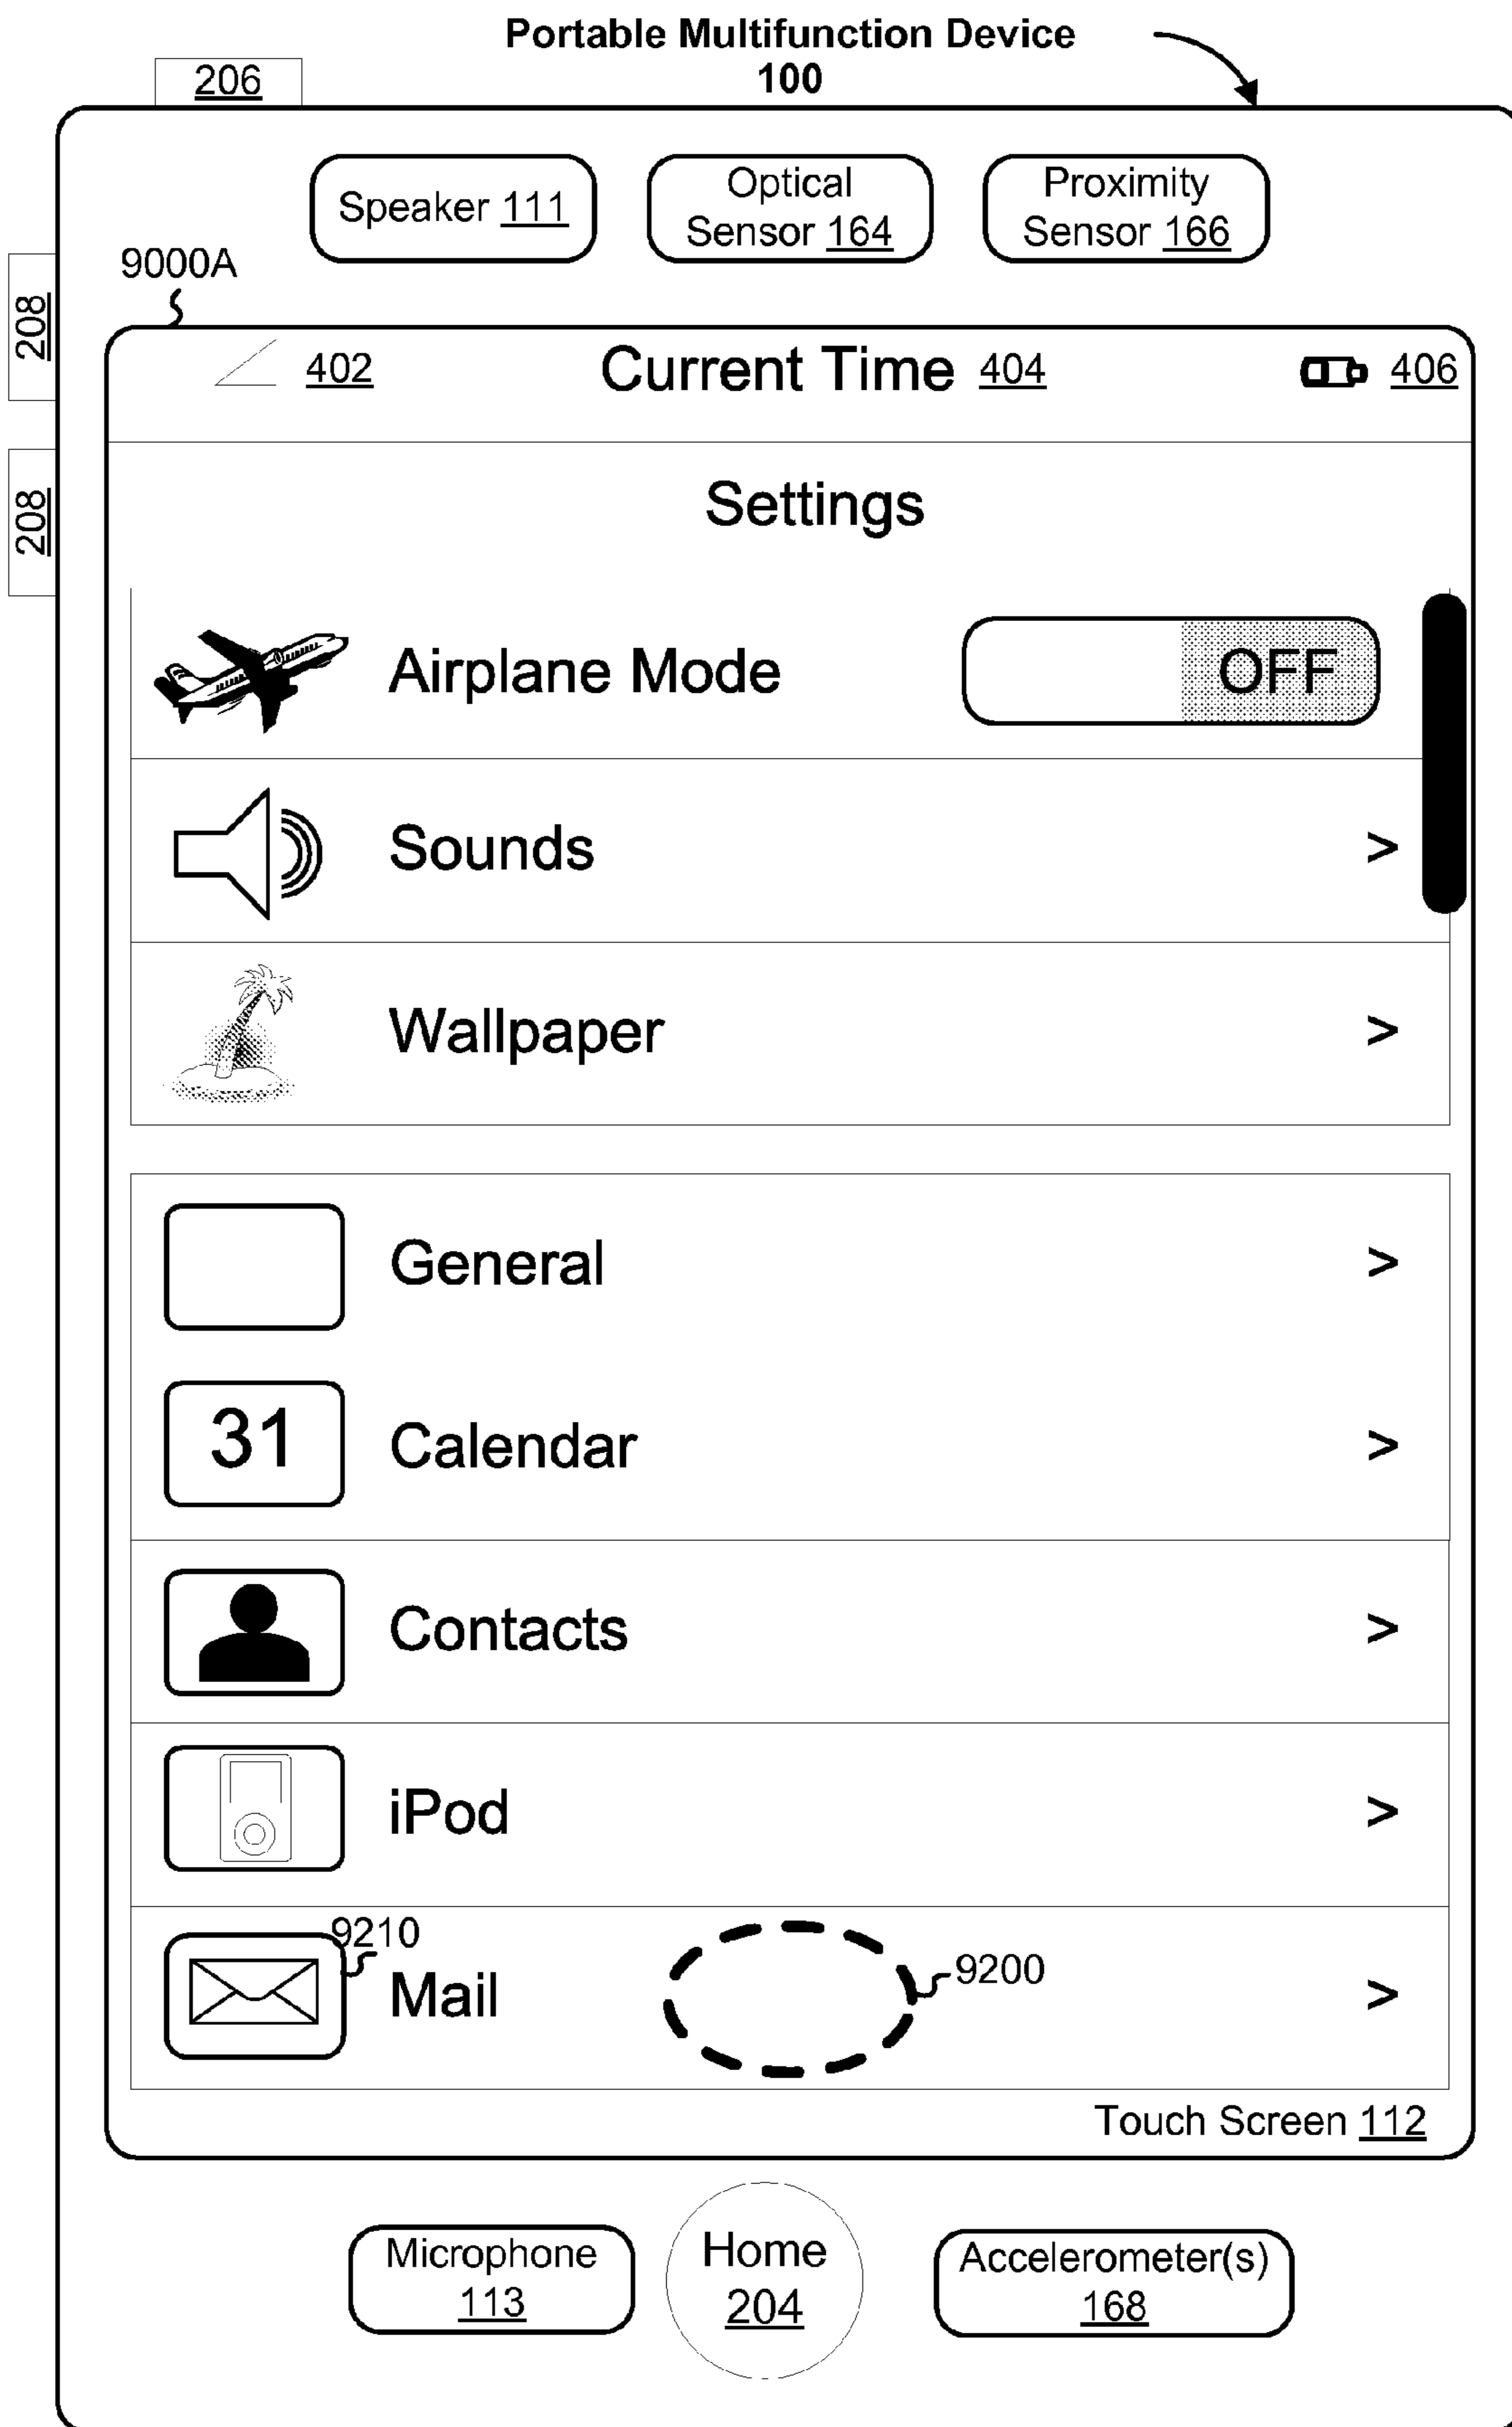 Portable Multifunction Device
100
206
Speaker 111
Optical
Sensor 164
Proximity
Sensor 166
9000A
208
208
402
Current Time 404
406
Settings
Airplane Mode
OFF
Sounds
>
Wallpaper
>
General
>
31
Calendar
>
Contacts
>
iPod
>
9210
Mail
9200
>
Touch Screen 112
Microphone
113
Home
204
Accelerometer(s)
168